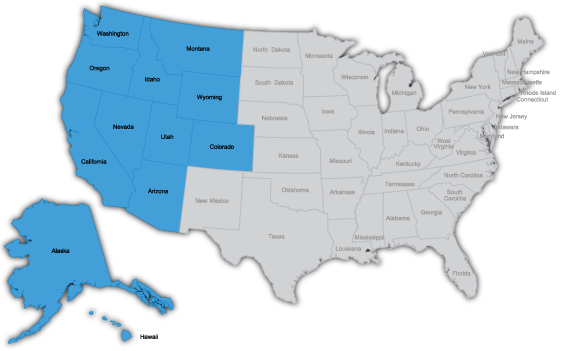 Washington
Montana
North Dakota
Minnesota
Maine
Vermont
New Hampshire
Massachusetts
Rhode Island
Connecticut
Oregon
Idaho
Wyoming
South Dakota
Wisconsin
Michigan
New York
Nevada
Utah
Colorado
Nebraska
Iowa
Illinois
Indiana
Ohio
Pennsylvania
New Jersey
Delaware
Maryland
California
Arizona
Kansas
Missouri
Kentucky
West
Virginia
Virginia
New Mexico
Oklahoma
Arkansas
Tennessee
North Carolina
South
Carolina
Texas
Louisiana
Mississippi
Alabama
Georgia
Florida
Alaska
Hawaii